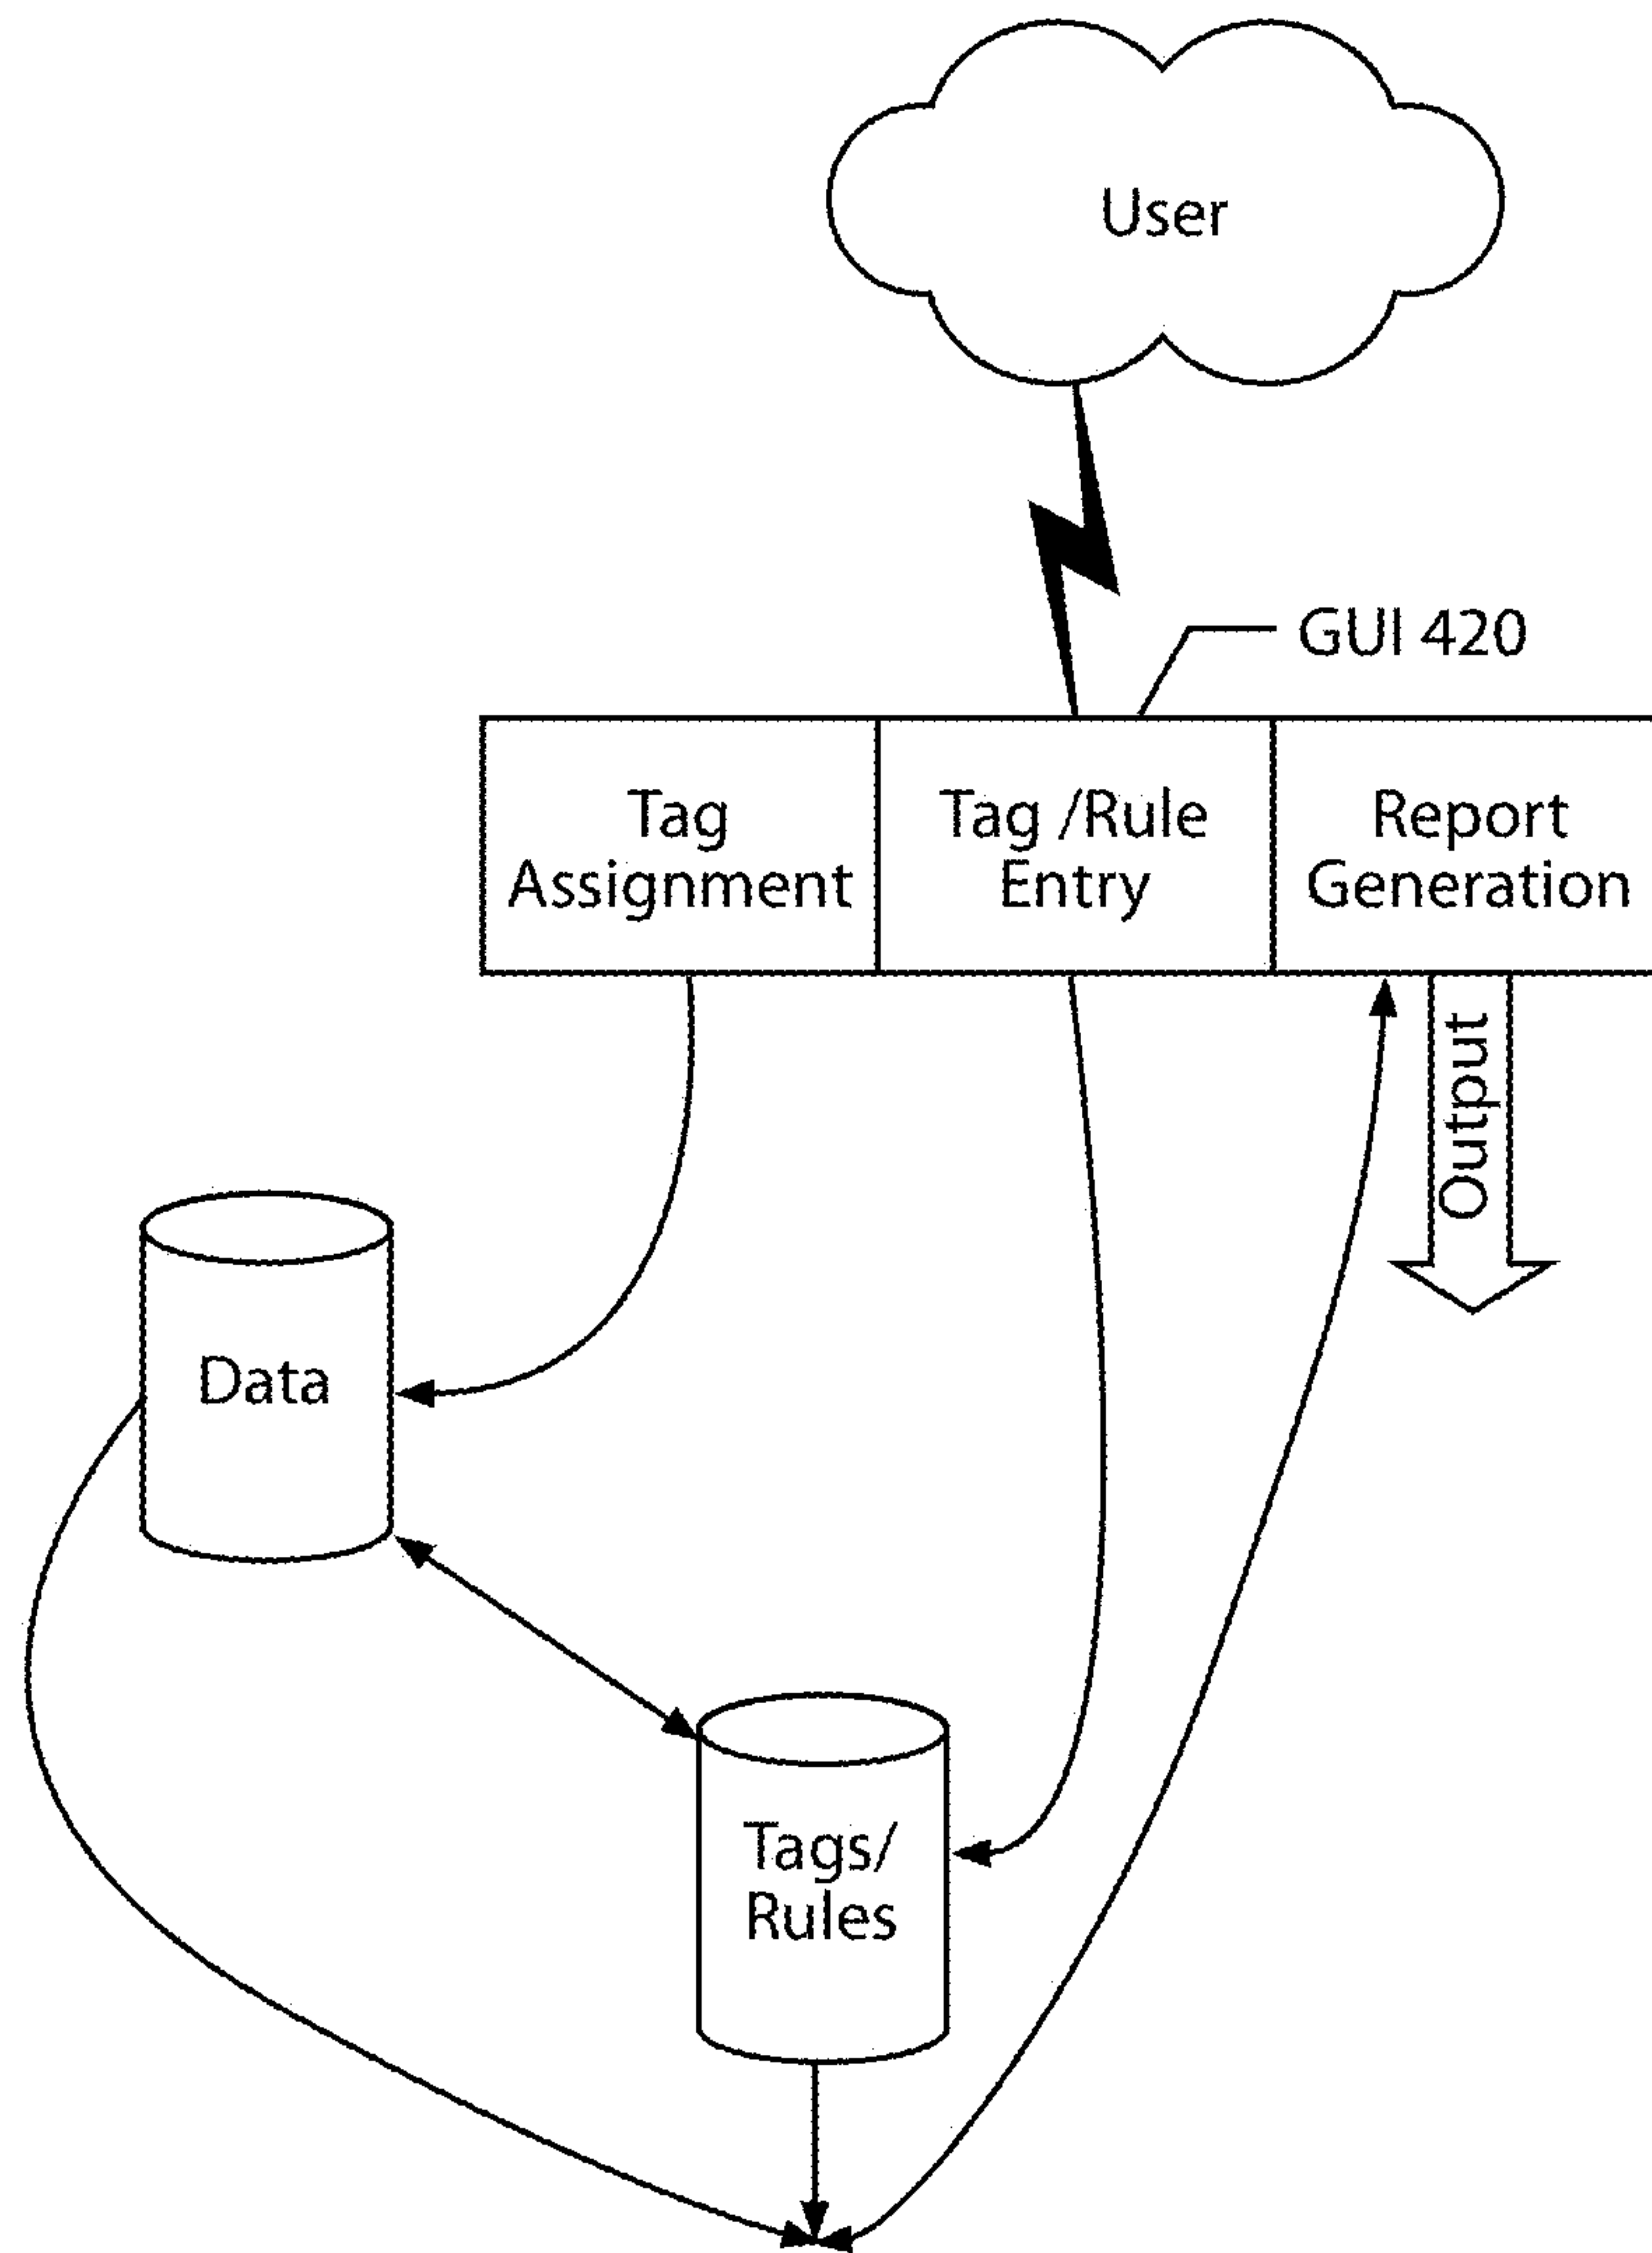 User
GUI 420
Tag
Assignment
Tag /Rule
Entry
Report
Generation
Output
Data
Tags/
Rules